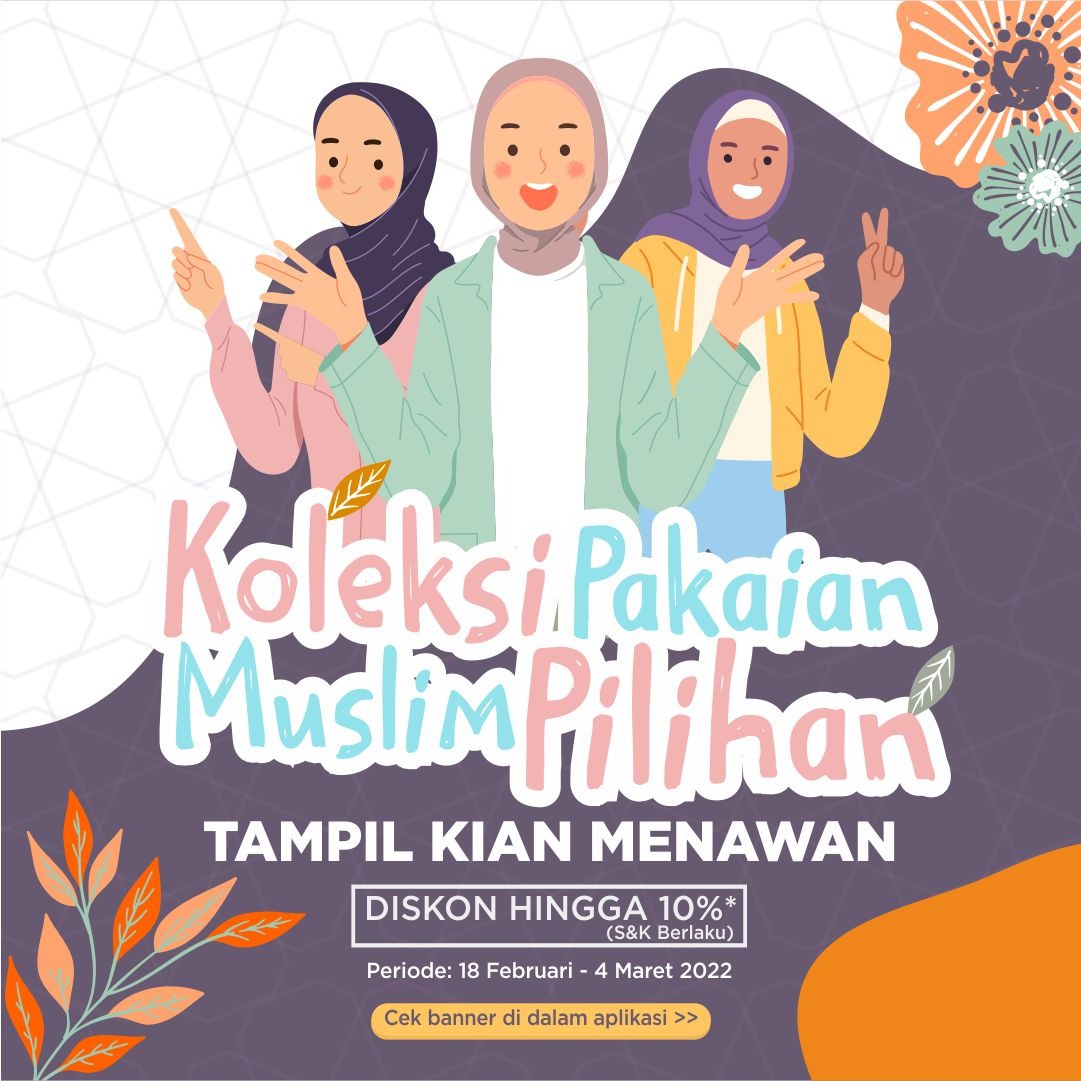 Koleksi Pakaian
Muslim Pilihan
TAMPIL KIAN MENAWAN
DISKON HINGGA 10%*
(S&K Berlaku)
Periode: 18 Februari - 4 Maret 2022
Cek banner di dalam aplikasi >>